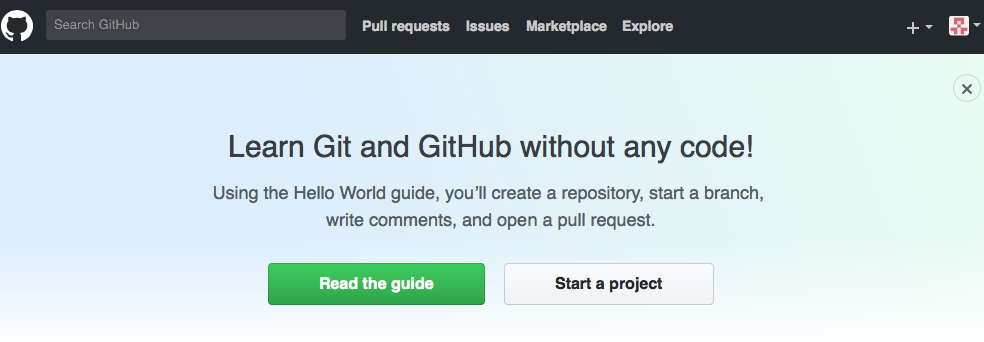 Search GitHub Pull requests Issues Marketplace Explore
Learn Git and GitHub without any code!
Using the Hello World guide, you’ll create a repository, start a branch,
write comments, and open a pull request.
Read the guide Start a project